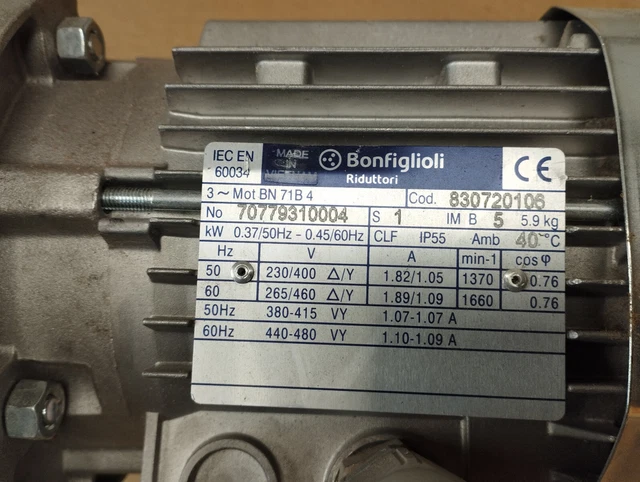 IEC EN MADE Bonfiglioli CE
60034 IN VIETNAM Riduttori
3~ Mot BN 71B 4 Cod. 830720106
No 70779310004 S 1 IM B 5 5.9 kg
kW 0.37/50Hz - 0.45/60Hz CLF IP55 Amb 40 °C
Hz V A min-1 cos φ
50 230/400 Δ/Y 1.82/1.05 1370 0.76
60 265/460 Δ/Y 1.89/1.09 1660 0.76
50Hz 380-415 VY 1.07-1.07 A
60Hz 440-480 VY 1.10-1.09 A